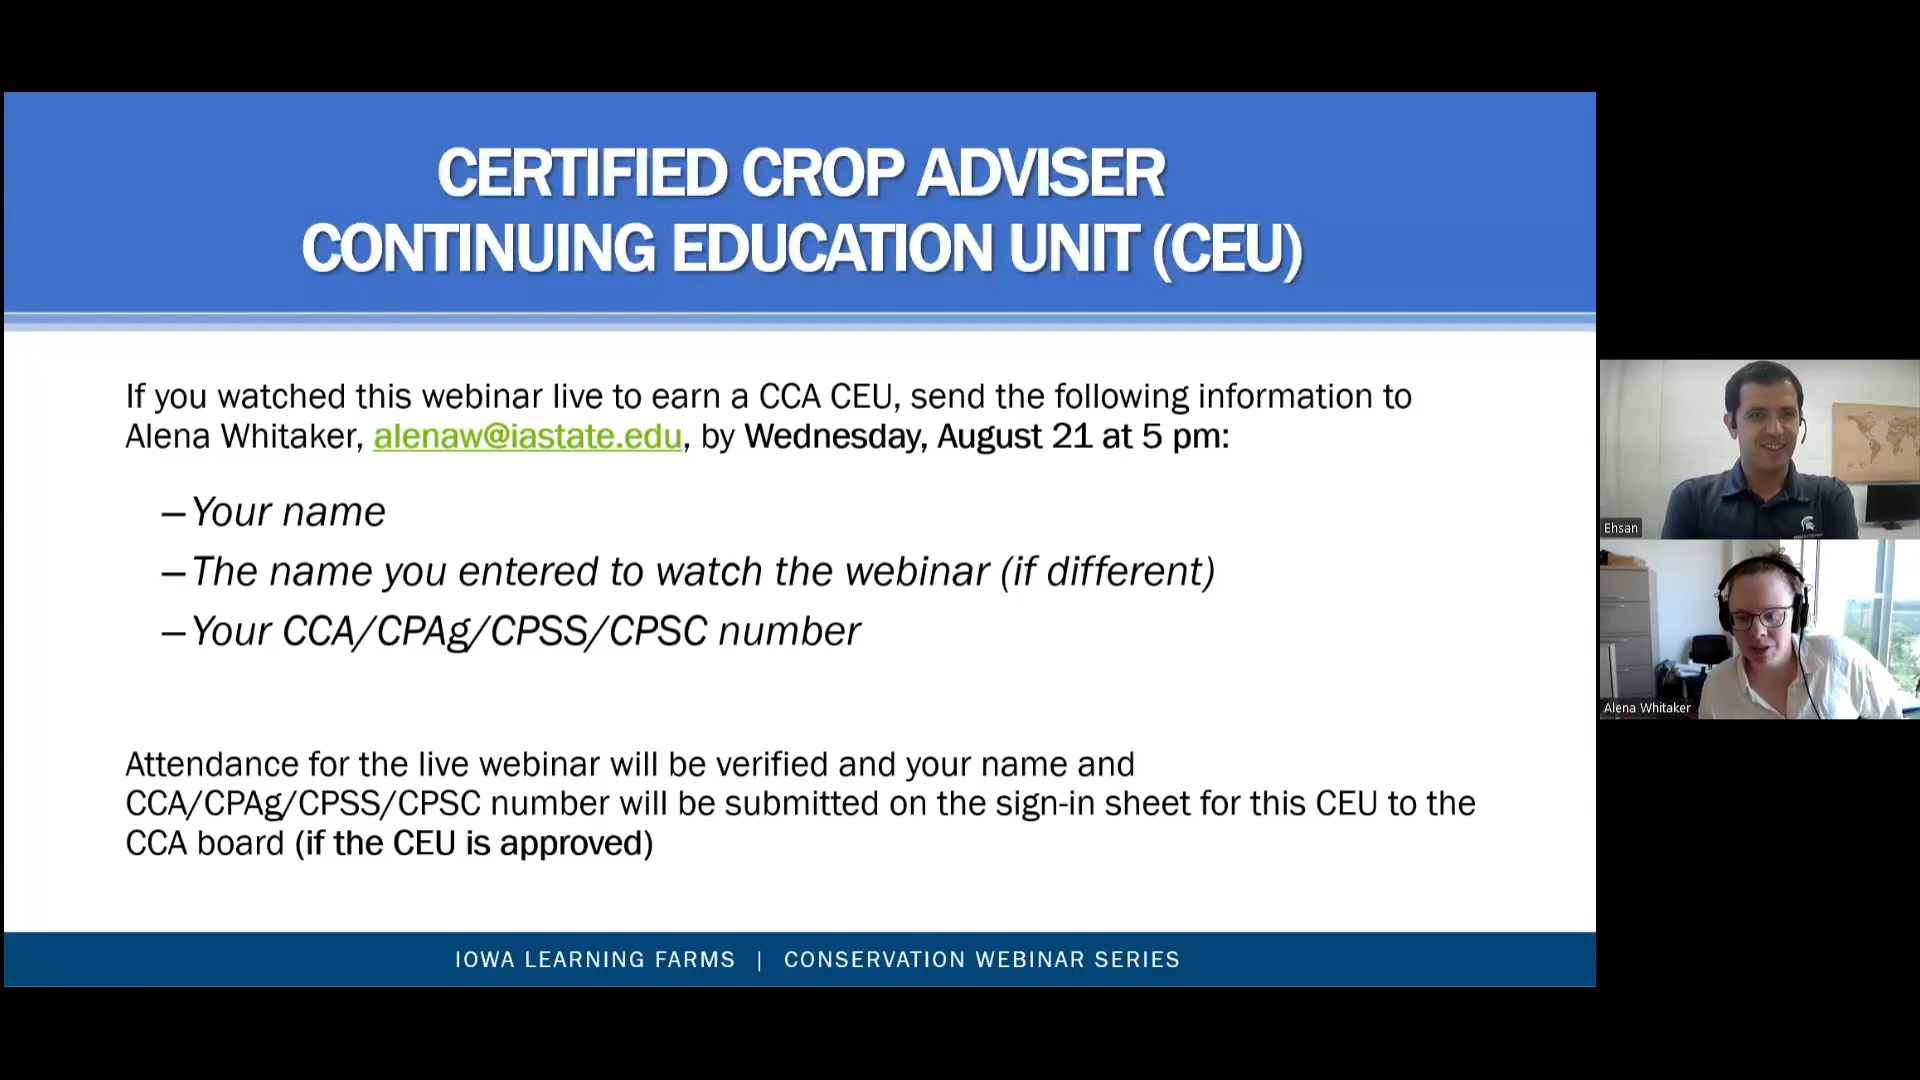 CERTIFIED CROP ADVISER
CONTINUING EDUCATION UNIT (CEU)
If you watched this webinar live to earn a CCA CEU, send the following information to
Alena Whitaker, alenaw@iastate.edu, by Wednesday, August 21 at 5 pm:
–Your name
–The name you entered to watch the webinar (if different)
–Your CCA/CPAg/CPSS/CPSC number
Attendance for the live webinar will be verified and your name and
CCA/CPAg/CPSS/CPSC number will be submitted on the sign-in sheet for this CEU to the
CCA board (if the CEU is approved)
IOWA LEARNING FARMS | CONSERVATION WEBINAR SERIES
Ehsan
Alena Whitaker